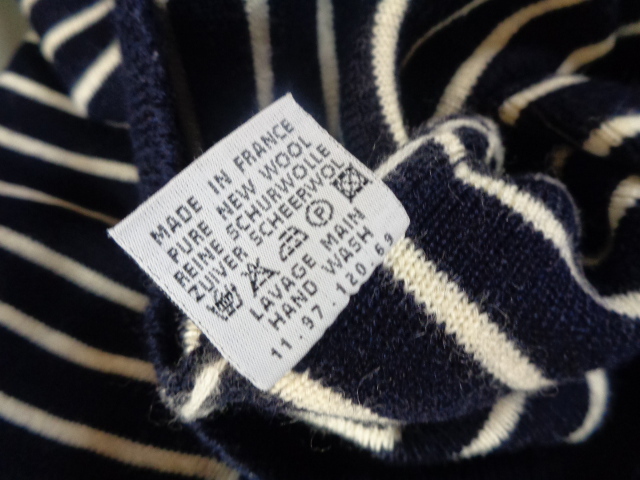 MADE IN FRANCE
PURE NEW WOOL
REINE SCHURWOLLE
ZUIVER SCHEERWOL
P
LAVAGE MAIN
HAND WASH
11.97.120.69